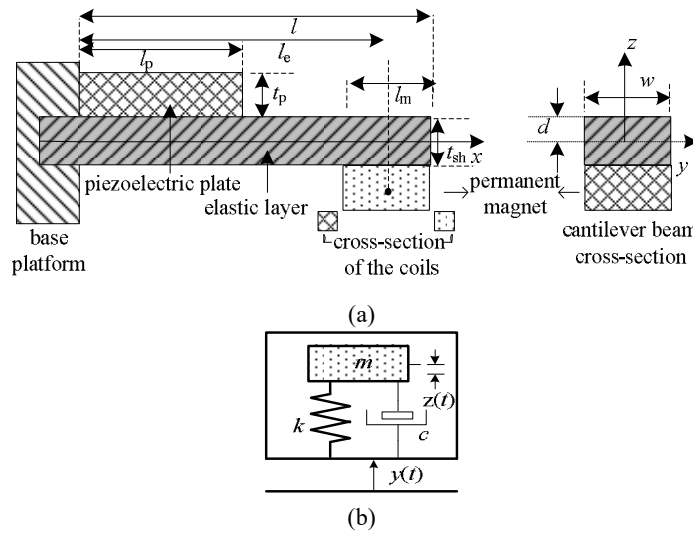 l
l_p
l_e
t_p
l_m
t_sh
x
piezoelectric plate
elastic layer
permanent
magnet
base
platform
cross-section
of the coils
z
w
d
y
cantilever beam
cross-section
(a)
m
z(t)
k
c
y(t)
(b)